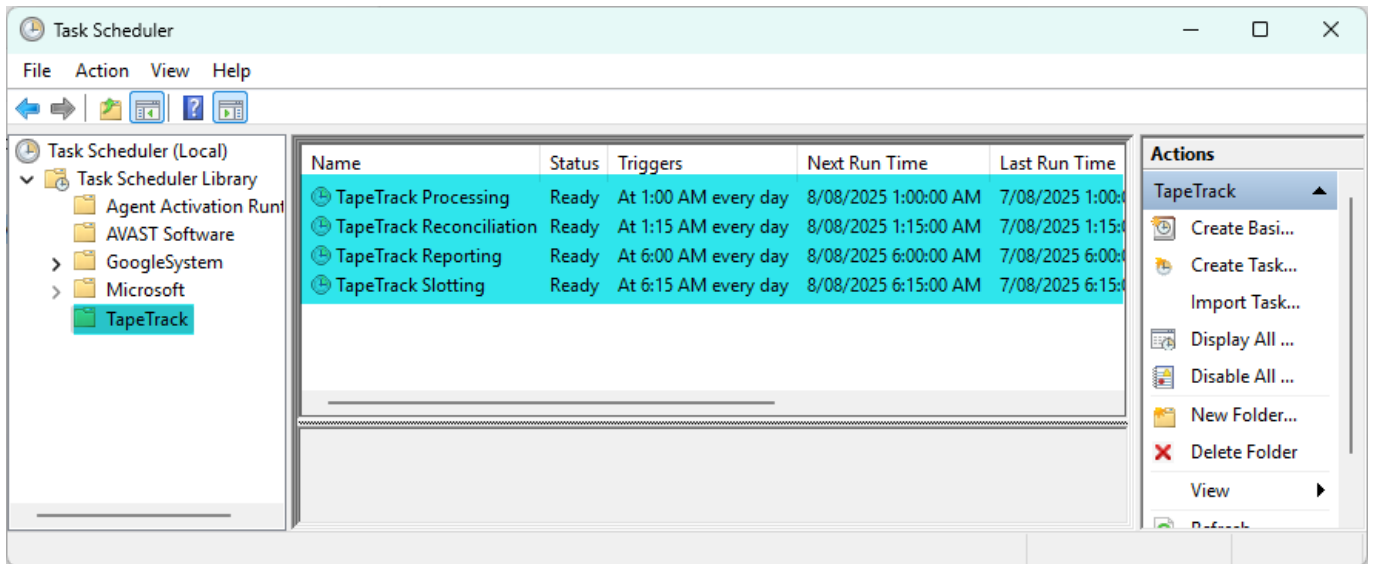 Task Scheduler
File Action View Help
Task Scheduler (Local)
Task Scheduler Library
Agent Activation Runt
AVAST Software
GoogleSystem
Microsoft
TapeTrack
Name Status Triggers Next Run Time Last Run Time
TapeTrack Processing Ready At 1:00 AM every day 8/08/2025 1:00:00 AM 7/08/2025 1:00:0
TapeTrack Reconciliation Ready At 1:15 AM every day 8/08/2025 1:15:00 AM 7/08/2025 1:15:0
TapeTrack Reporting Ready At 6:00 AM every day 8/08/2025 6:00:00 AM 7/08/2025 6:00:0
TapeTrack Slotting Ready At 6:15 AM every day 8/08/2025 6:15:00 AM 7/08/2025 6:15:0
Actions
TapeTrack
Create Basi...
Create Task...
Import Task...
Display All ...
Disable All ...
New Folder...
Delete Folder
View
Refresh